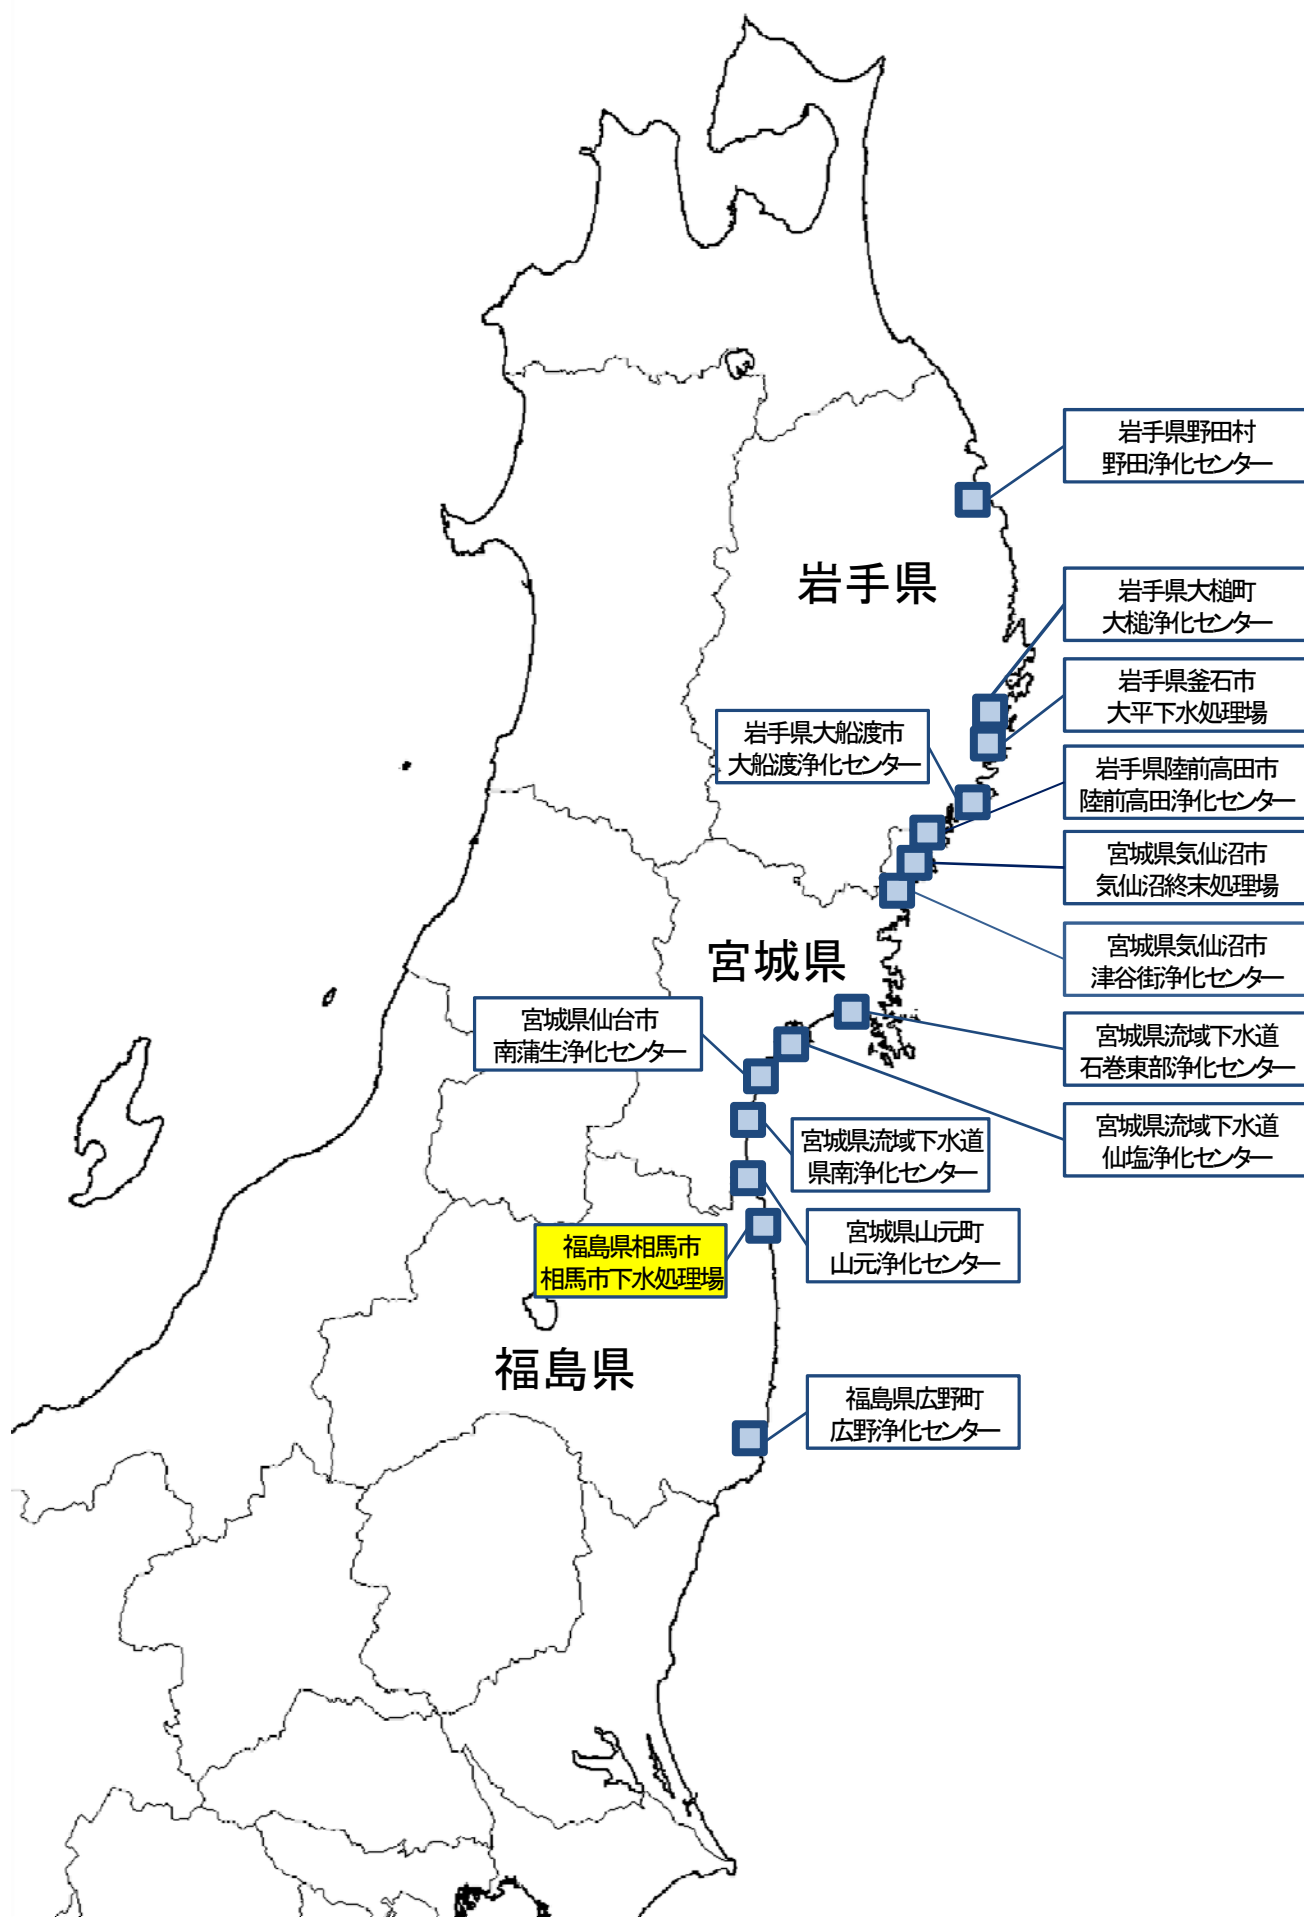 岩手県野田村
野田浄化センター
岩手県
岩手県大槌町
大槌浄化センター
岩手県釜石市
大平下水処理場
岩手県大船渡市
大船渡浄化センター
岩手県陸前高田市
陸前高田浄化センター
宮城県気仙沼市
気仙沼終末処理場
宮城県
宮城県気仙沼市
津谷街浄化センター
宮城県仙台市
南蒲生浄化センター
宮城県流域下水道
石巻東部浄化センター
宮城県流域下水道
仙塩浄化センター
宮城県流域下水道
県南浄化センター
宮城県山元町
山元浄化センター
福島県相馬市
相馬市下水処理場
福島県
福島県広野町
広野浄化センター